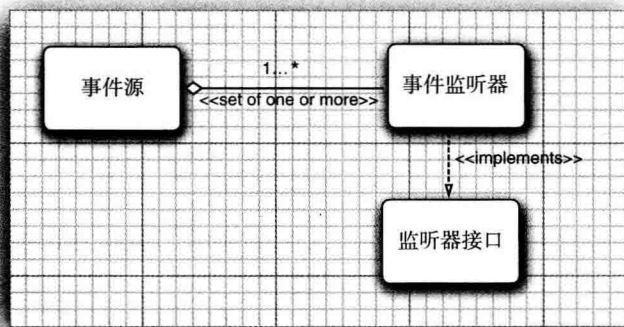 事件源
1...*
<<set of one or more>>
事件监听器
<<implements>>
监听器接口